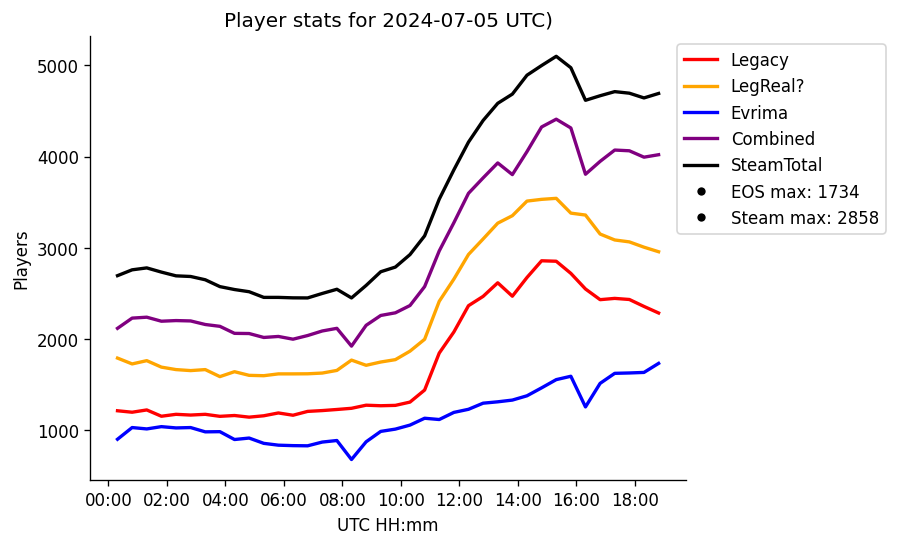 Player stats for 2024-07-05 UTC)
Legacy
LegReal?
Evrima
Combined
SteamTotal
EOS max: 1734
Steam max: 2858
Players
5000
4000
3000
2000
1000
00:00 02:00 04:00 06:00 08:00 10:00 12:00 14:00 16:00 18:00
UTC HH:mm